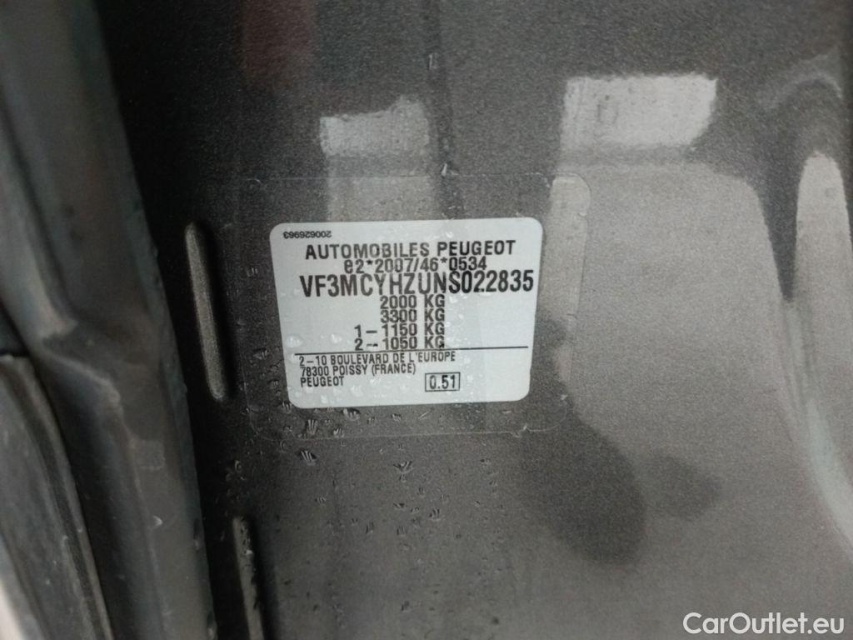 200626963
AUTOMOBILES PEUGEOT
e2*2007/46*0534
VF3MCYHZUNS022835
2000 KG
3300 KG
1-1150 KG
2-1050 KG
2-10 BOULEVARD DE L'EUROPE
78300 POISSY (FRANCE)
PEUGEOT
0.51
CarOutlet.eu